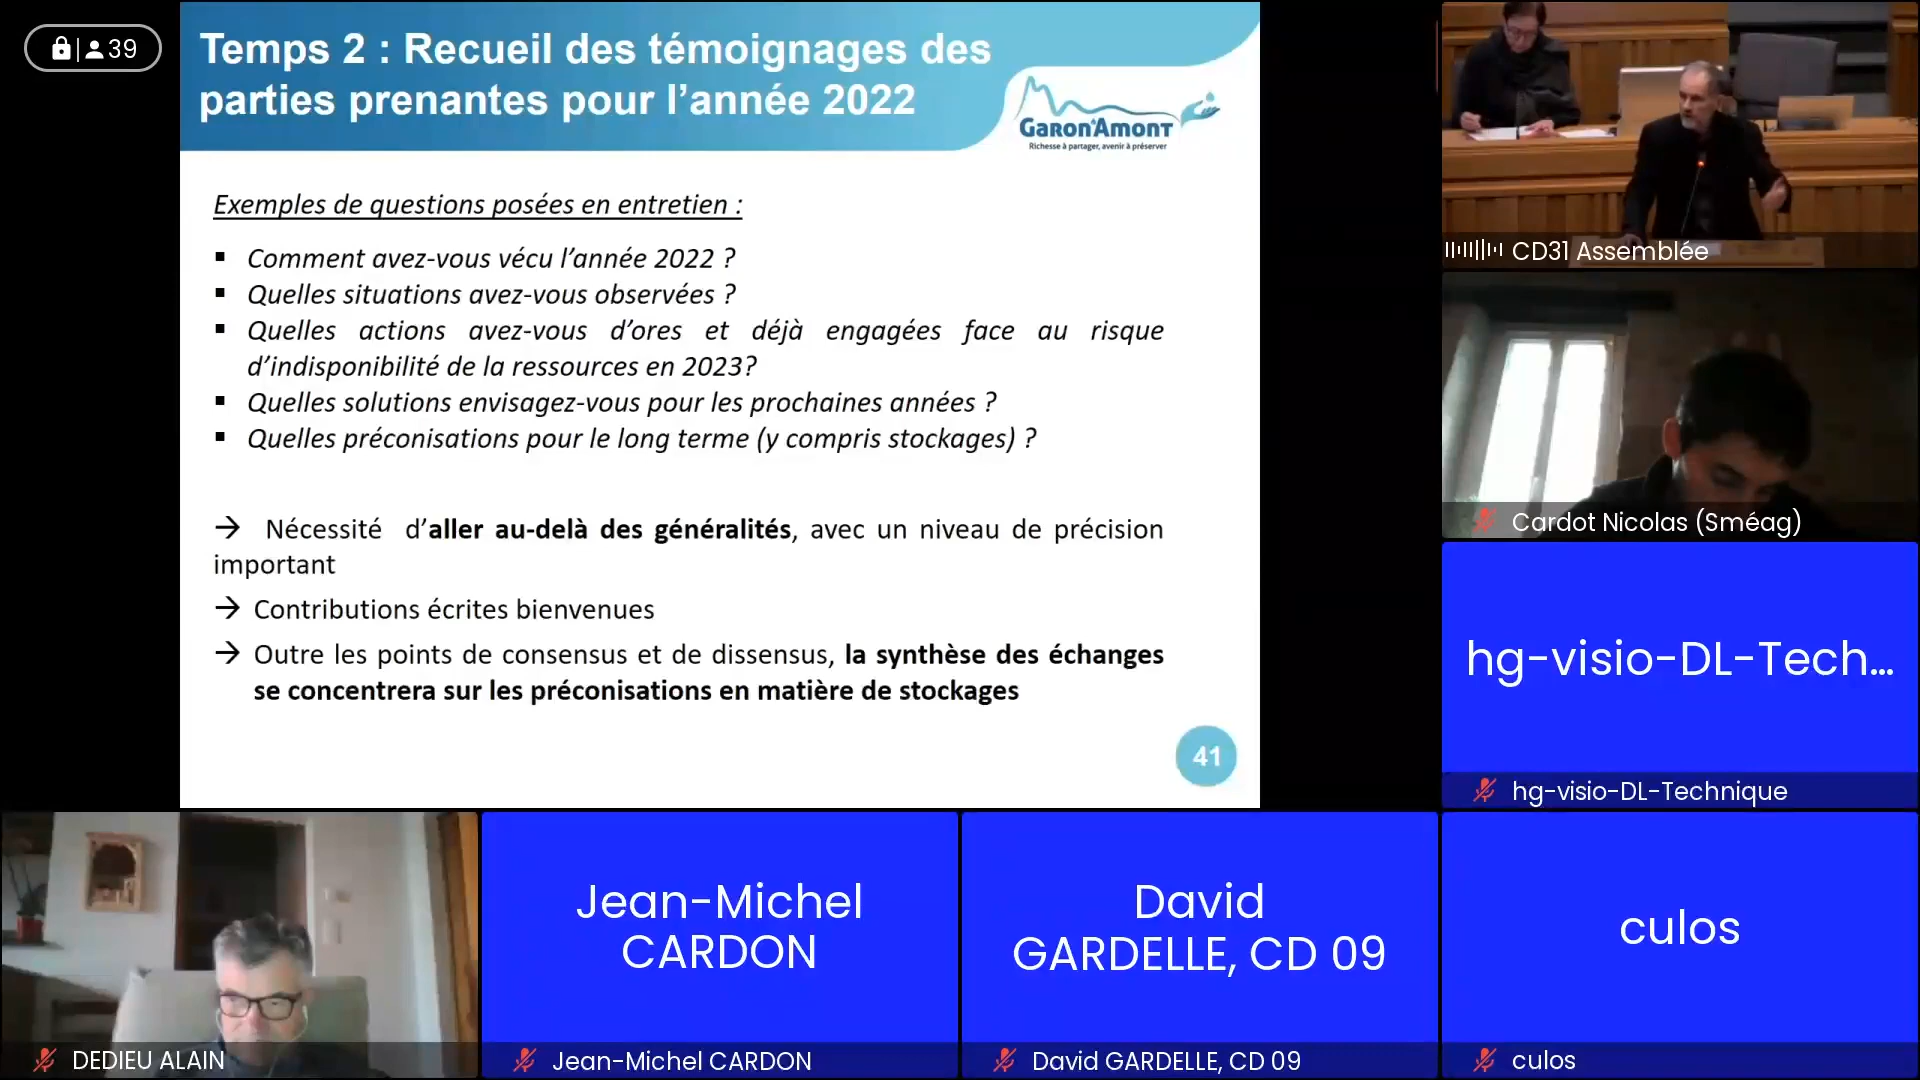 39
Temps 2 : Recueil des témoignages des
parties prenantes pour l’année 2022
GARON'AMONT
Richesse à partager, avenir à préserver
Exemples de questions posées en entretien :
▪ Comment avez-vous vécu l’année 2022 ?
▪ Quelles situations avez-vous observées ?
▪ Quelles actions avez-vous d’ores et déjà engagées face au risque
d’indisponibilité de la ressources en 2023?
▪ Quelles solutions envisagez-vous pour les prochaines années ?
▪ Quelles préconisations pour le long terme (y compris stockages) ?
→ Nécessité d’aller au-delà des généralités, avec un niveau de précision
important
→ Contributions écrites bienvenues
→ Outre les points de consensus et de dissensus, la synthèse des échanges
se concentrera sur les préconisations en matière de stockages
41
CD31 Assemblée
Cardot Nicolas (Sméag)
hg-visio-DL-Tech...
hg-visio-DL-Technique
DEDIEU ALAIN
Jean-Michel
CARDON
Jean-Michel CARDON
David
GARDELLE, CD 09
David GARDELLE, CD 09
culos
culos